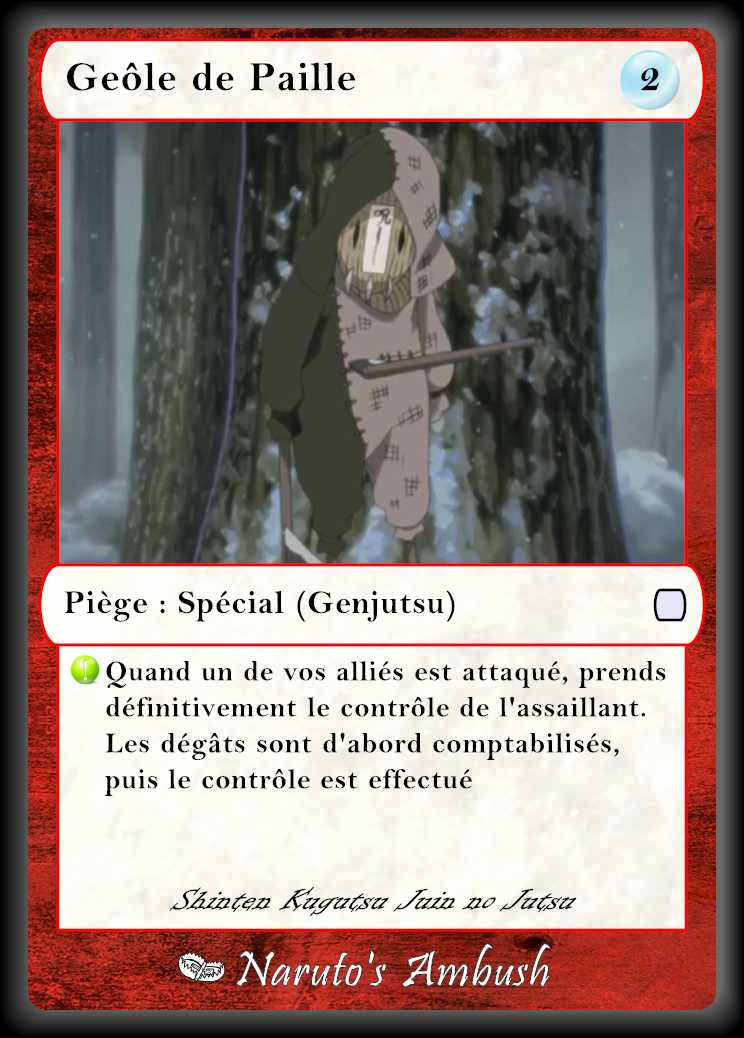 Geôle de Paille
2
呪
Piège : Spécial (Genjutsu)
! Quand un de vos alliés est attaqué, prends
définitivement le contrôle de l'assaillant.
Les dégâts sont d'abord comptabilisés,
puis le contrôle est effectué
Shinten Kugutsu Juin no Jutsu
Naruto's Ambush